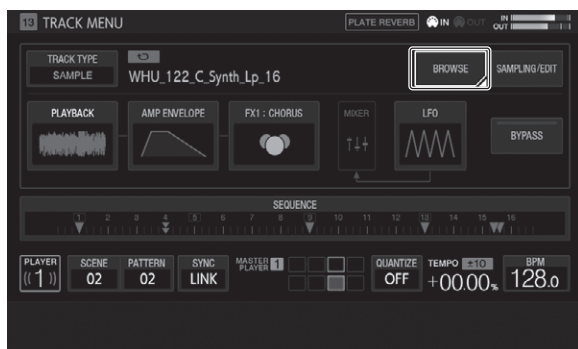 13 TRACK MENU PLATE REVERB IN OUT IN
OUT
TRACK TYPE
SAMPLE
WHU_122_C_Synth_Lp_16
BROWSE
SAMPLING/EDIT
PLAYBACK AMP ENVELOPE FX1 : CHORUS MIXER LFO
BYPASS
SEQUENCE
1 2 3 4 5 6 7 8 9 10 11 12 13 14 15 16
PLAYER
1
SCENE
02
PATTERN
02
SYNC
LINK
MASTER
PLAYER 1
QUANTIZE
OFF
TEMPO ±10
+00.00%
BPM
128.0